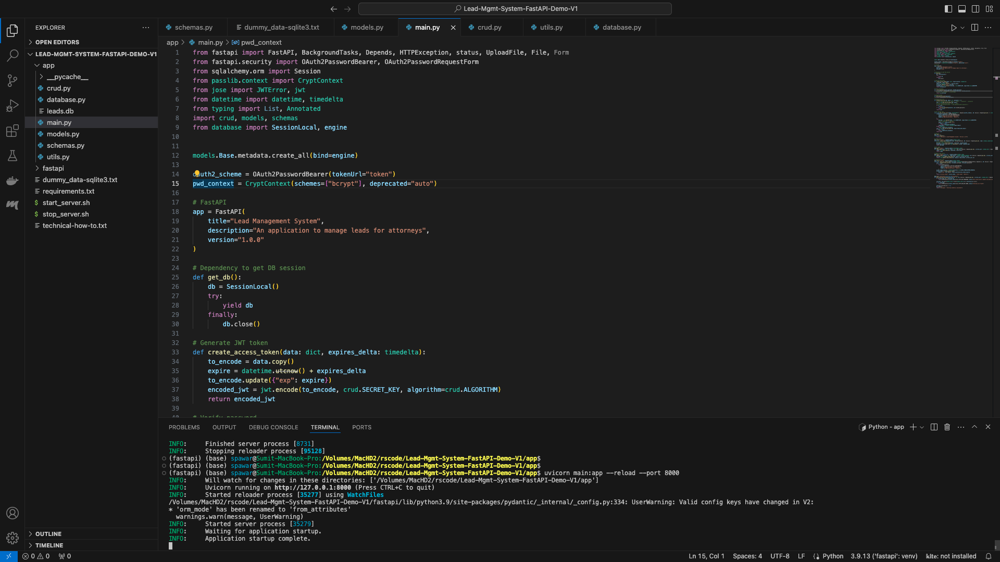 Lead-Mgmt-System-FastAPI-Demo-V1
EXPLORER
OPEN EDITORS
LEAD-MGMT-SYSTEM-FASTAPI-DEMO-V1
app
__pycache__
crud.py
database.py
leads.db
main.py
models.py
schemas.py
utils.py
fastapi
dummy_data-sqlite3.txt
requirements.txt
$ start_server.sh
$ stop_server.sh
technical-how-to.txt
OUTLINE
TIMELINE
schemas.py dummy_data-sqlite3.txt models.py main.py crud.py utils.py database.py
app > main.py > pwd_context
1 from fastapi import FastAPI, BackgroundTasks, Depends, HTTPException, status, UploadFile, File, Form
2 from fastapi.security import OAuth2PasswordBearer, OAuth2PasswordRequestForm
3 from sqlalchemy.orm import Session
4 from passlib.context import CryptContext
5 from jose import JWTError, jwt
6 from datetime import datetime, timedelta
7 from typing import List, Annotated
8 import crud, models, schemas
9 from database import SessionLocal, engine
10
11
12 models.Base.metadata.create_all(bind=engine)
13
14 oauth2_scheme = OAuth2PasswordBearer(tokenUrl="token")
15 pwd_context = CryptContext(schemes=["bcrypt"], deprecated="auto")
16
17 # FastAPI
18 app = FastAPI(
19     title="Lead Management System",
20     description="An application to manage leads for attorneys",
21     version="1.0.0"
22 )
23
24 # Dependency to get DB session
25 def get_db():
26     db = SessionLocal()
27     try:
28         yield db
29     finally:
30         db.close()
31
32 # Generate JWT token
33 def create_access_token(data: dict, expires_delta: timedelta):
34     to_encode = data.copy()
35     expire = datetime.utcnow() + expires_delta
36     to_encode.update({"exp": expire})
37     encoded_jwt = jwt.encode(to_encode, crud.SECRET_KEY, algorithm=crud.ALGORITHM)
38     return encoded_jwt
39
40 # Verify password
PROBLEMS OUTPUT DEBUG CONSOLE TERMINAL PORTS
Python - app
INFO:     Finished server process [8731]
INFO:     Stopping reloader process [95128]
(fastapi) (base) spawar@Sumit-MacBook-Pro:/Volumes/MacHD2/rscode/Lead-Mgmt-System-FastAPI-Demo-V1/app$
(fastapi) (base) spawar@Sumit-MacBook-Pro:/Volumes/MacHD2/rscode/Lead-Mgmt-System-FastAPI-Demo-V1/app$
(fastapi) (base) spawar@Sumit-MacBook-Pro:/Volumes/MacHD2/rscode/Lead-Mgmt-System-FastAPI-Demo-V1/app$ uvicorn main:app --reload --port 8000
INFO:     Will watch for changes in these directories: ['/Volumes/MacHD2/rscode/Lead-Mgmt-System-FastAPI-Demo-V1/app']
INFO:     Uvicorn running on http://127.0.0.1:8000 (Press CTRL+C to quit)
INFO:     Started reloader process [35277] using WatchFiles
/Volumes/MacHD2/rscode/Lead-Mgmt-System-FastAPI-Demo-V1/fastapi/lib/python3.9/site-packages/pydantic/_internal/_config.py:334: UserWarning: Valid config keys have changed in V2:
* 'orm_mode' has been renamed to 'from_attributes'
  warnings.warn(message, UserWarning)
INFO:     Started server process [35279]
INFO:     Waiting for application startup.
INFO:     Application startup complete.
0 0 0
Ln 15, Col 1 Spaces: 4 UTF-8 LF Python 3.9.13 ('fastapi': venv) kite: not installed